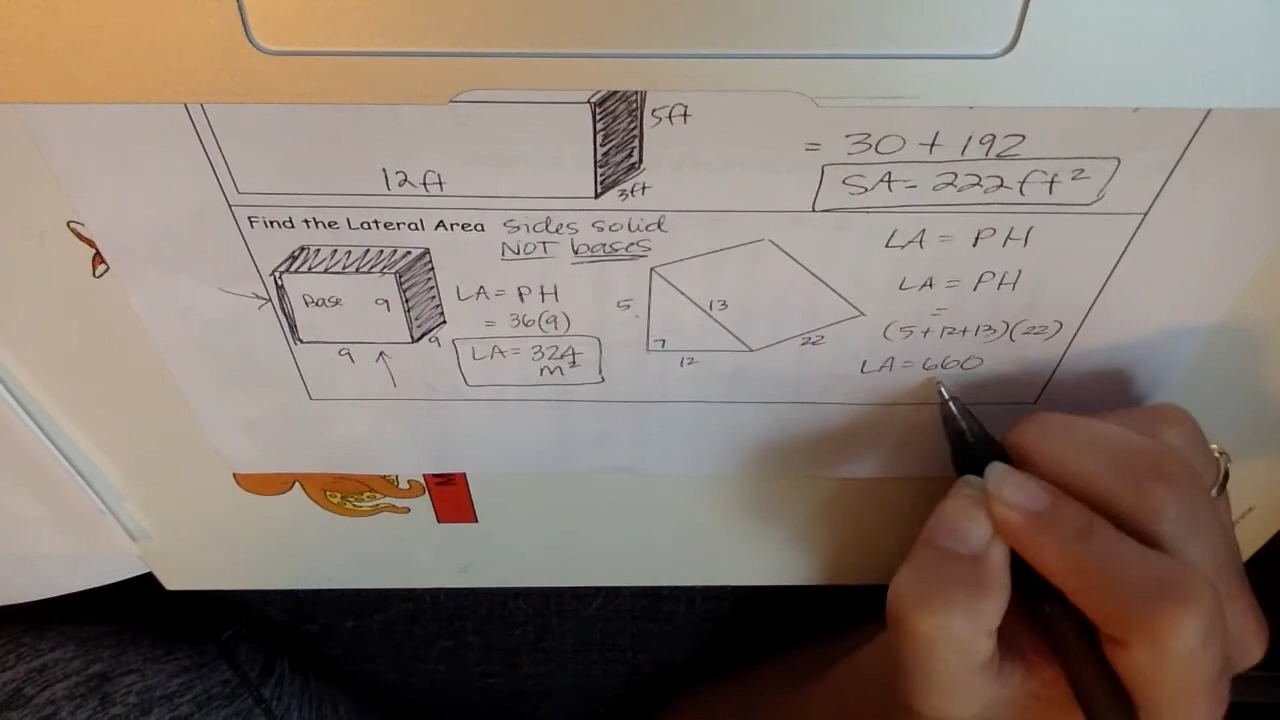 5ft
12ft
3ft
= 30 + 192
SA = 222 ft²
Find the Lateral Area sides solid
NOT bases
Base 9
9
9
LA = PH
= 36(9)
LA = 324
m²
5
13
12
22
LA = PH
LA = PH
=
(5+12+13)(22)
LA = 660
M